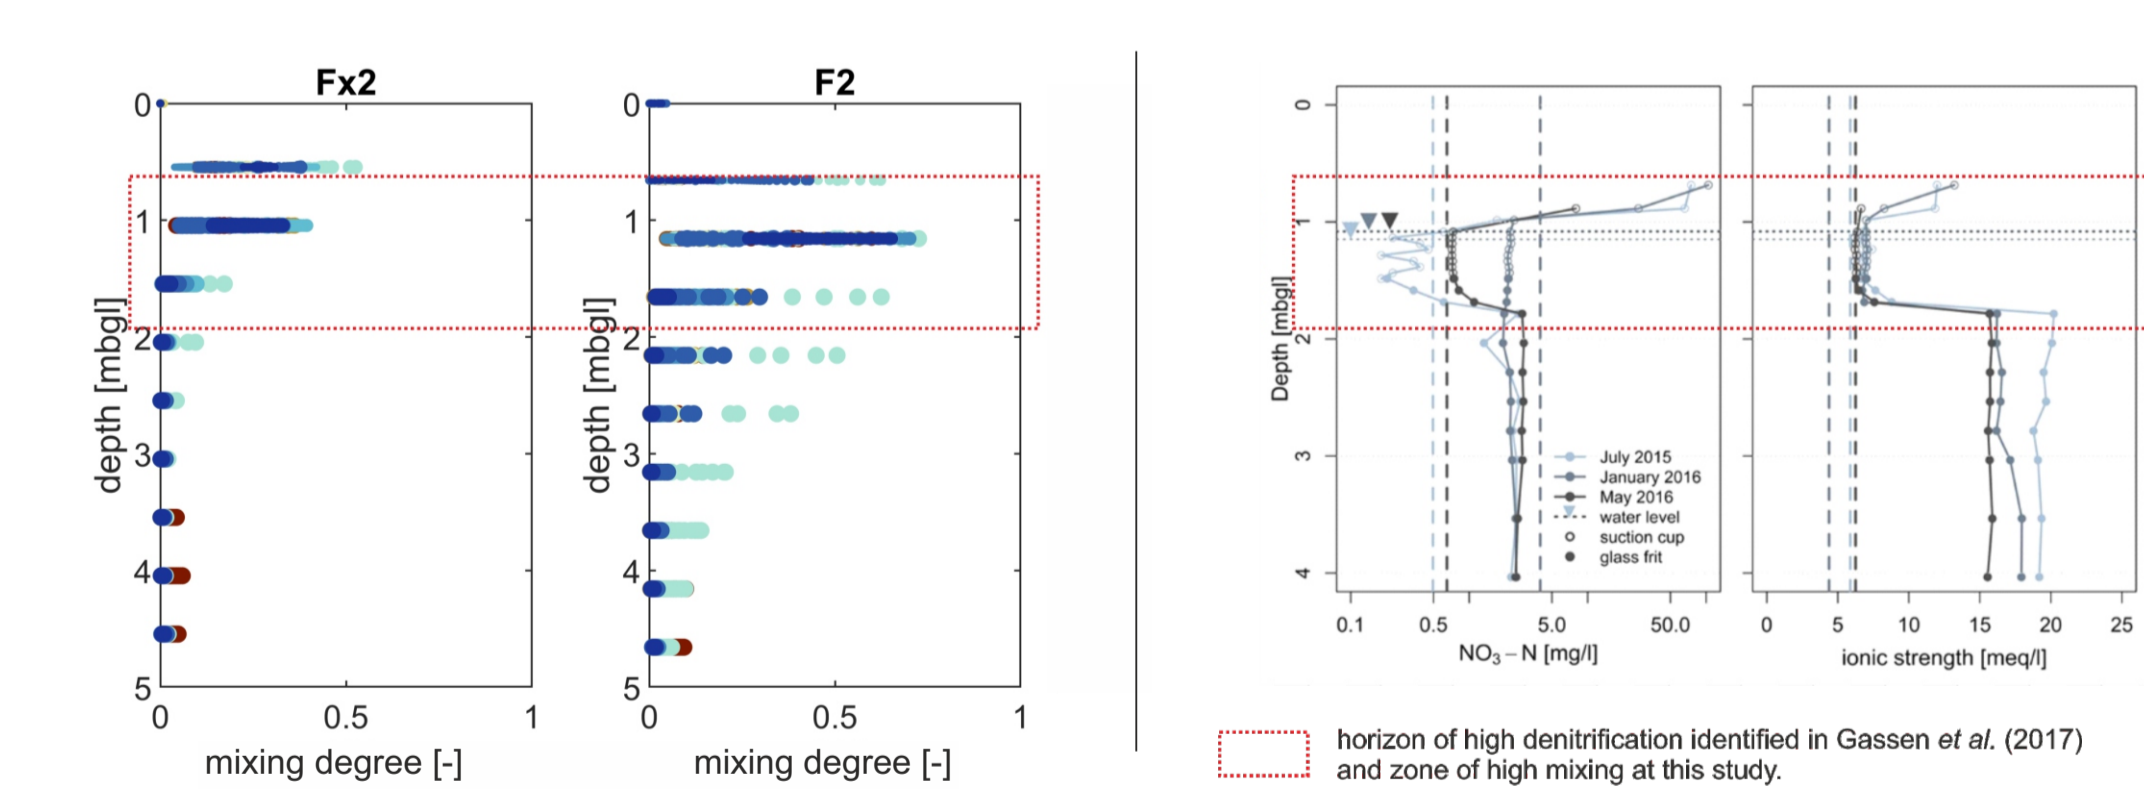 Fx2
0
1
2
3
4
5
depth [mbgl]
0
0.5
1
mixing degree [-]
F2
0
1
2
3
4
5
depth [mbgl]
0
0.5
1
mixing degree [-]
0
1
2
3
4
Depth [mbgl]
July 2015
January 2016
May 2016
water level
suction cup
glass frit
0.1
0.5
5.0
50.0
NO₃–N [mg/l]
0
5
10
15
20
25
ionic strength [meq/l]
horizon of high denitrification identified in Gassen et al. (2017)
and zone of high mixing at this study.